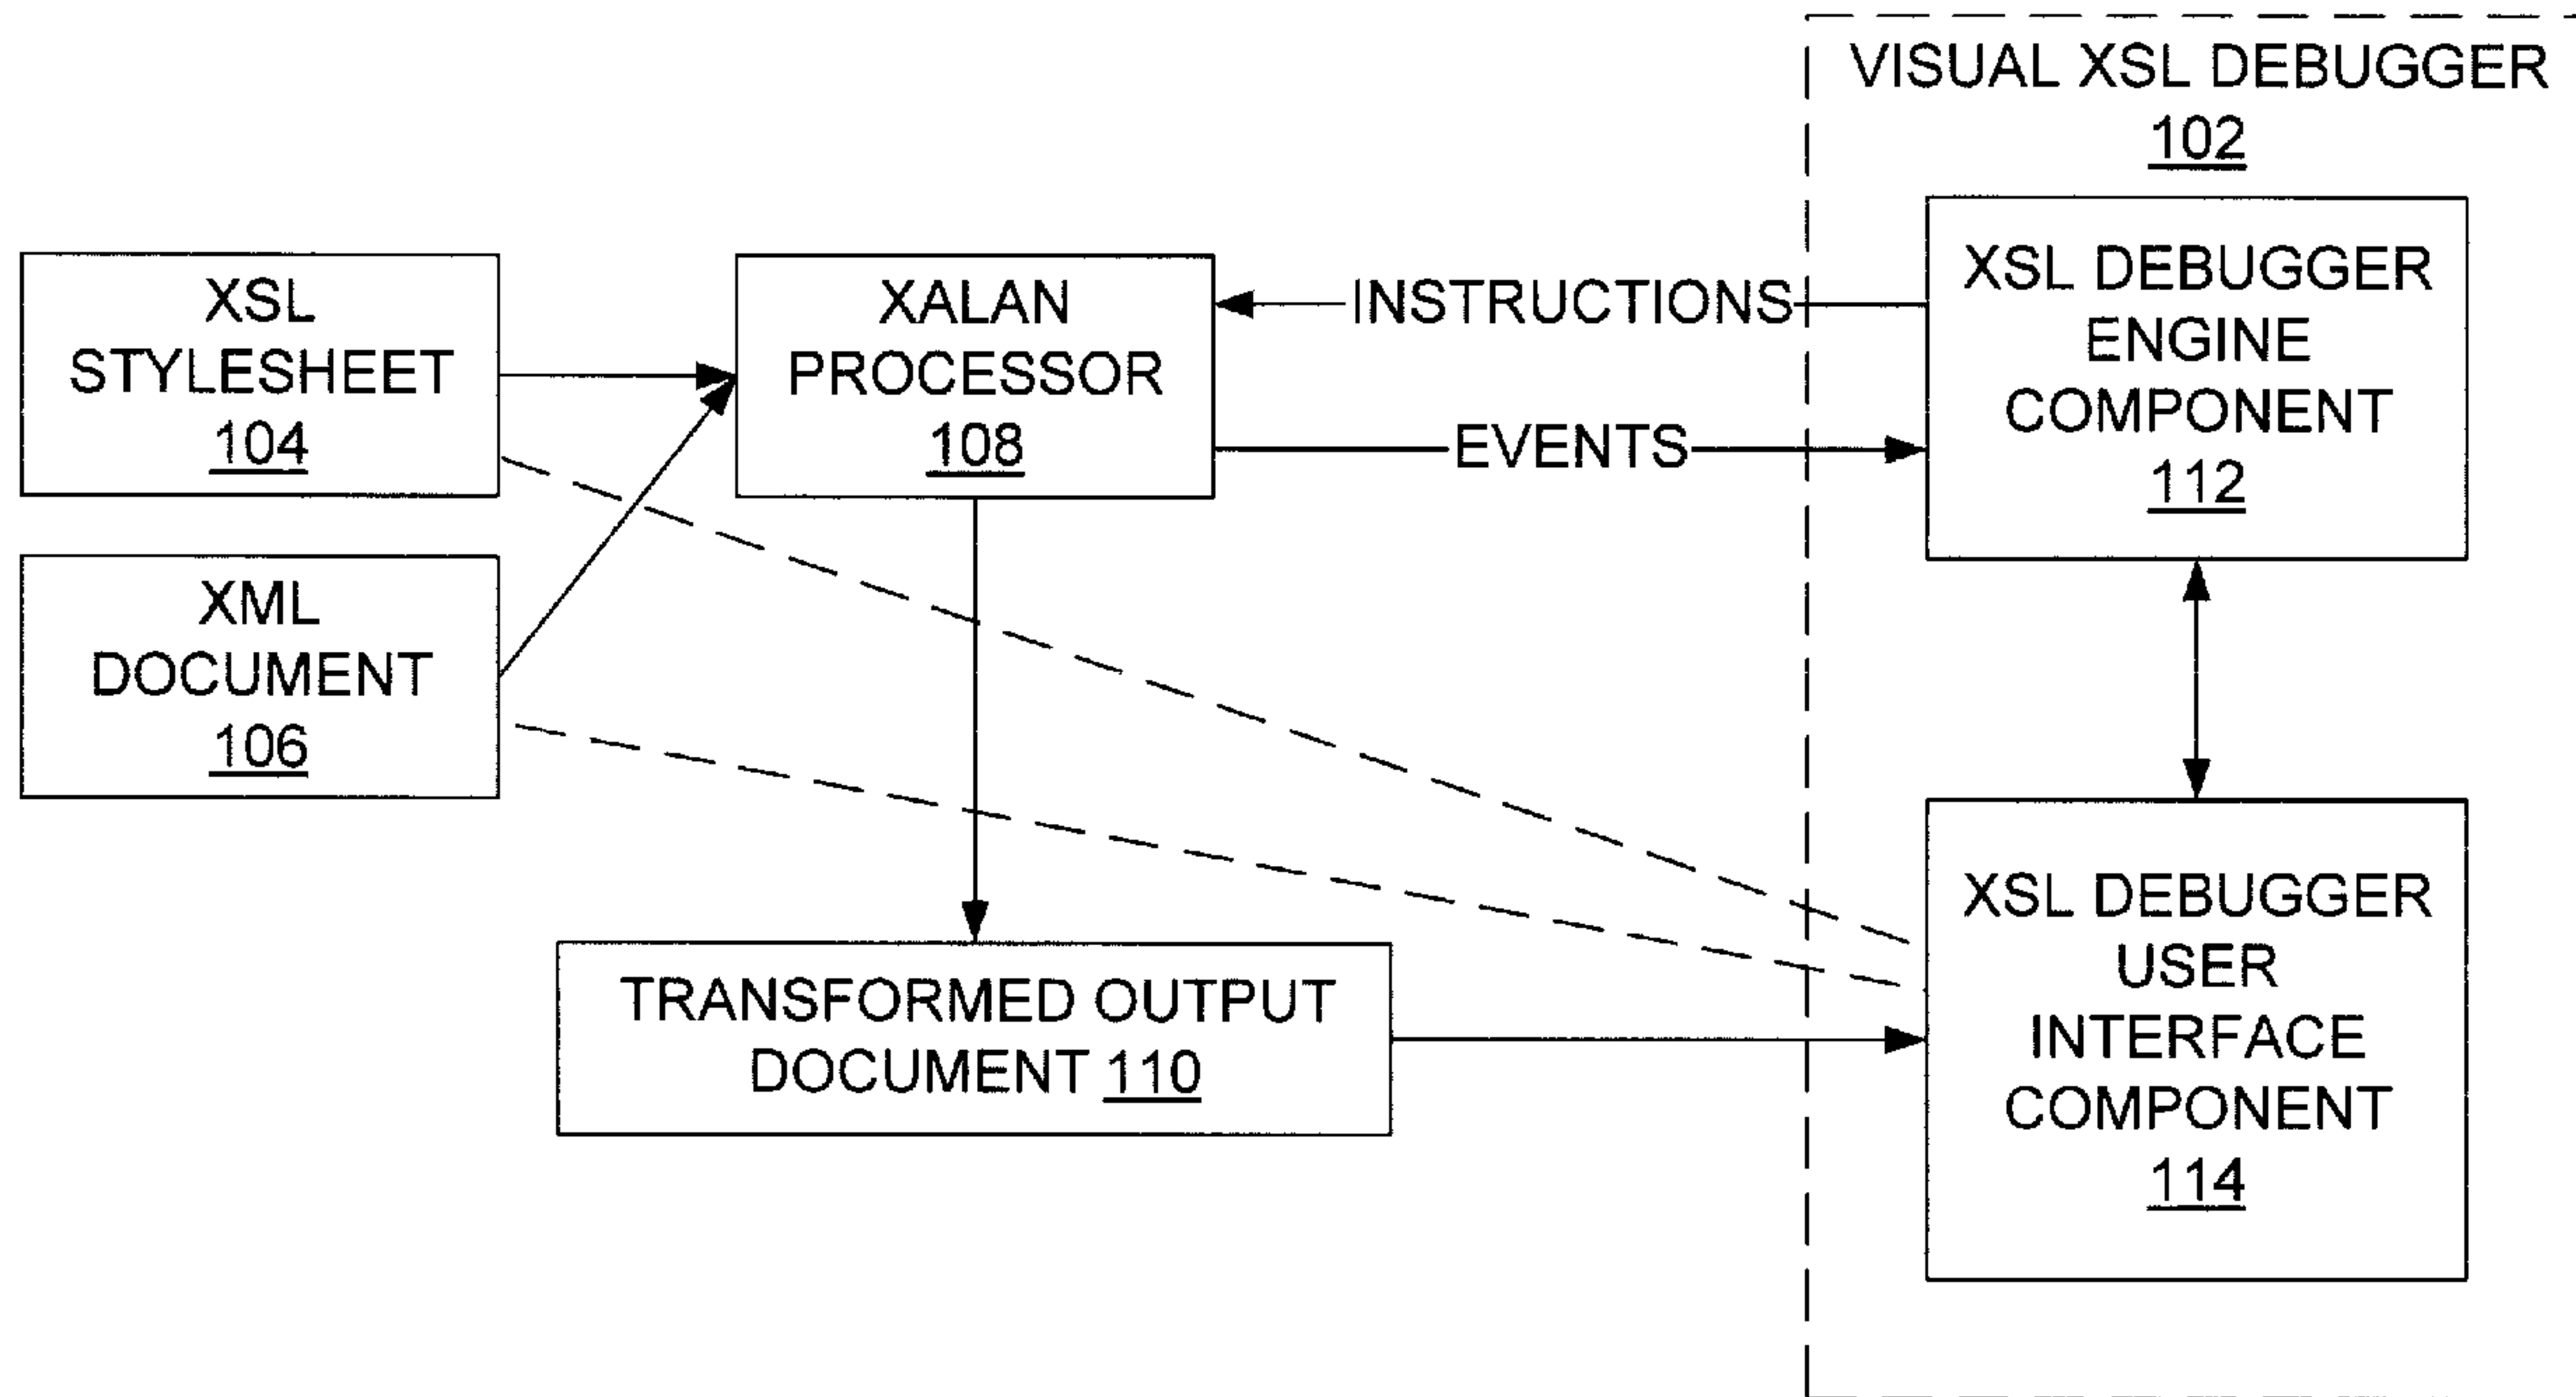 VISUAL XSL DEBUGGER
102
XSL
STYLESHEET
104
XALAN
PROCESSOR
108
INSTRUCTIONS
EVENTS
XSL DEBUGGER
ENGINE
COMPONENT
112
XML
DOCUMENT
106
TRANSFORMED OUTPUT
DOCUMENT 110
XSL DEBUGGER
USER
INTERFACE
COMPONENT
114